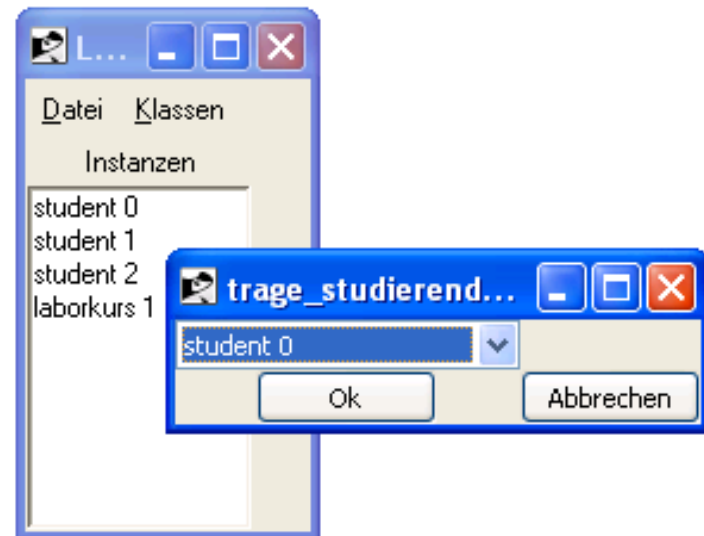 L...
Datei Klassen
Instanzen
student 0
student 1
student 2
laborkurs 1
trage_studierend...
student 0
Ok Abbrechen